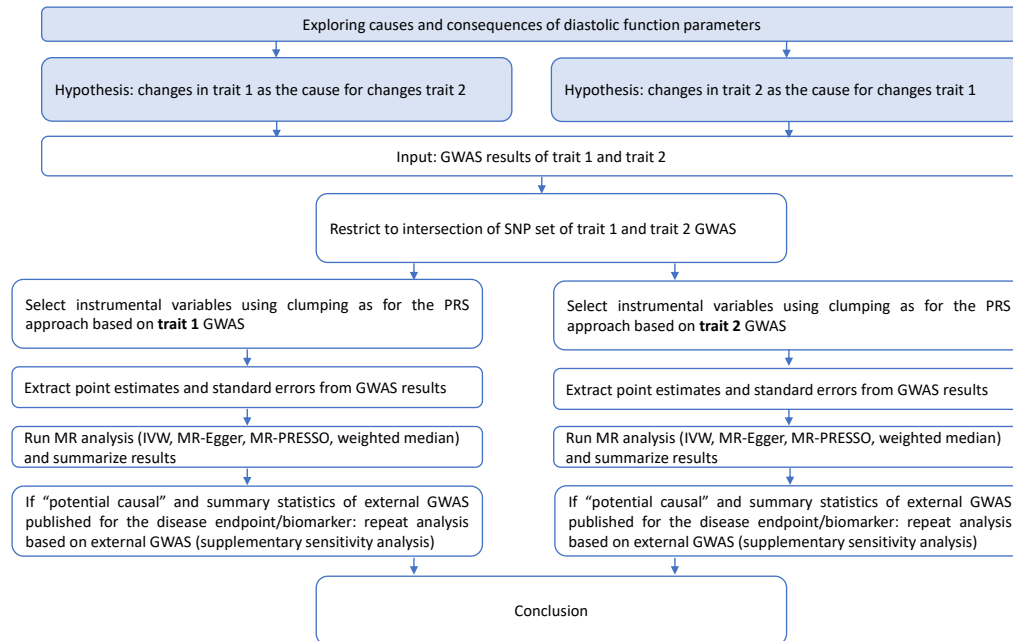 Exploring causes and consequences of diastolic function parameters
Hypothesis: changes in trait 1 as the cause for changes trait 2
Hypothesis: changes in trait 2 as the cause for changes trait 1
Input: GWAS results of trait 1 and trait 2
Restrict to intersection of SNP set of trait 1 and trait 2 GWAS
Select instrumental variables using clumping as for the PRS
approach based on trait 1 GWAS
Select instrumental variables using clumping as for the PRS
approach based on trait 2 GWAS
Extract point estimates and standard errors from GWAS results
Extract point estimates and standard errors from GWAS results
Run MR analysis (IVW, MR-Egger, MR-PRESSO, weighted median)
and summarize results
Run MR analysis (IVW, MR-Egger, MR-PRESSO, weighted median)
and summarize results
If “potential causal” and summary statistics of external GWAS
published for the disease endpoint/biomarker: repeat analysis
based on external GWAS (supplementary sensitivity analysis)
If “potential causal” and summary statistics of external GWAS
published for the disease endpoint/biomarker: repeat analysis
based on external GWAS (supplementary sensitivity analysis)
Conclusion